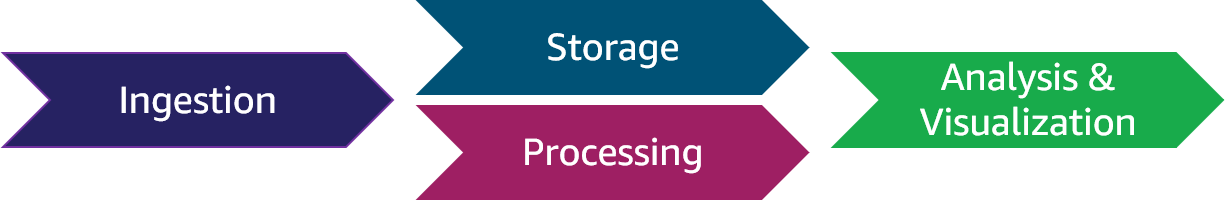 Ingestion
Storage
Processing
Analysis &
Visualization